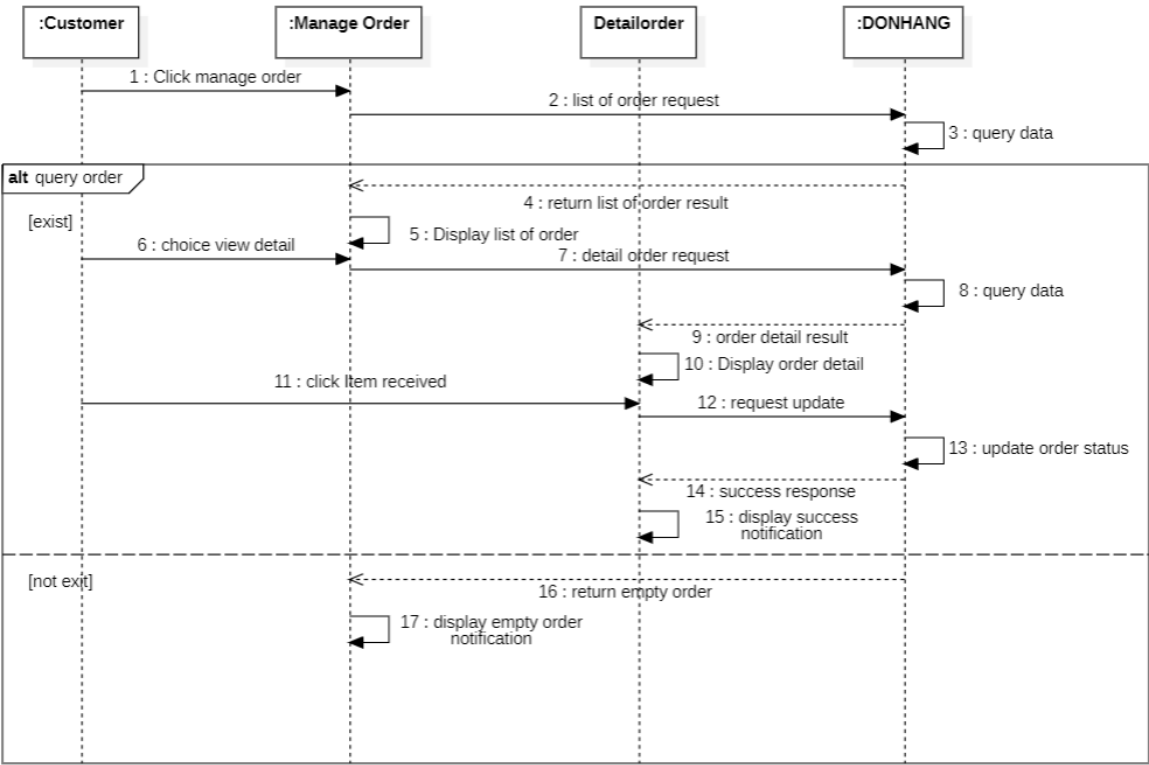 :Customer
:Manage Order
Detailorder
:DONHANG
1 : Click manage order
2 : list of order request
3 : query data
alt query order
4 : return list of order result
[exist]
5 : Display list of order
6 : choice view detail
7 : detail order request
8 : query data
9 : order detail result
10 : Display order detail
11 : click Item received
12 : request update
13 : update order status
14 : success response
15 : display success
notification
[not exit]
16 : return empty order
17 : display empty order
notification